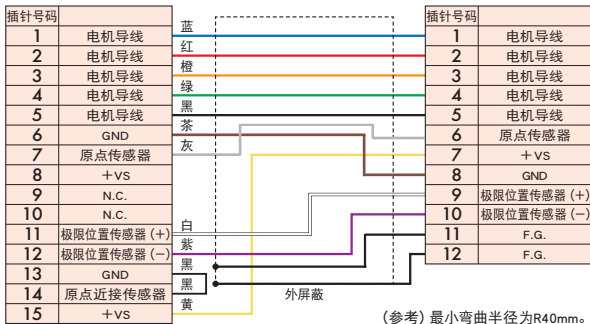 插针号码 插针号码
1 电机导线 蓝 1 电机导线
2 电机导线 红 2 电机导线
3 电机导线 橙 3 电机导线
4 电机导线 绿 4 电机导线
5 电机导线 黑 5 电机导线
6 GND 茶 6 原点传感器
7 原点传感器 灰 7 +VS
8 +VS 8 GND
9 N.C. 9 极限位置传感器 (+)
10 N.C. 10 极限位置传感器 (-)
11 极限位置传感器 (+) 白 11 F.G.
12 极限位置传感器 (-) 紫 12 F.G.
13 GND 黑
14 原点近接传感器 黑 外屏蔽
15 +VS 黄
(参考) 最小弯曲半径为R40mm。